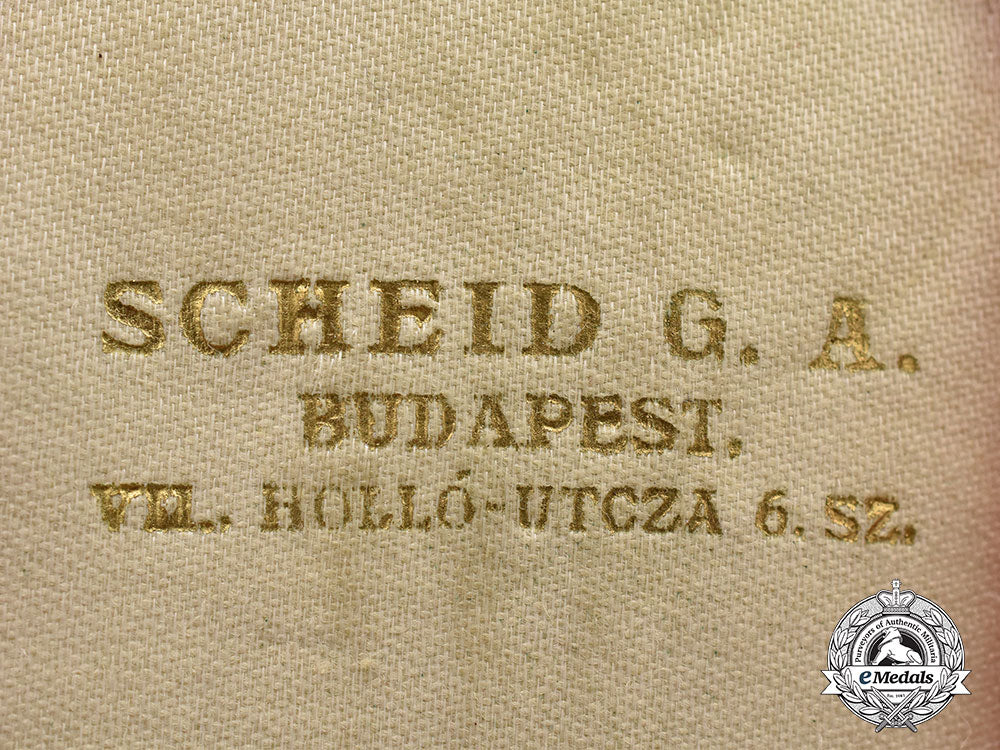 SCHEID G. A.
BUDAPEST.
VII. HOLLÓ-UTCZA 6. SZ.
Purveyors of Authentic Militaria
eMedals